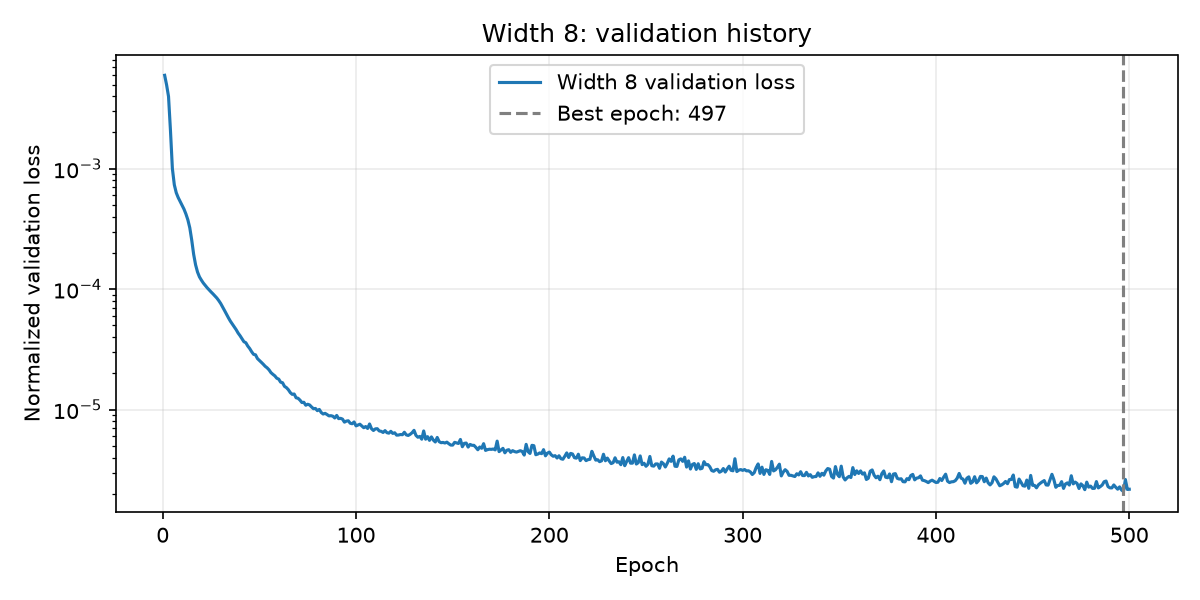 Width 8: validation history
Width 8 validation loss
Best epoch: 497
Normalized validation loss
10⁻³
10⁻⁴
10⁻⁵
0 100 200 300 400 500
Epoch